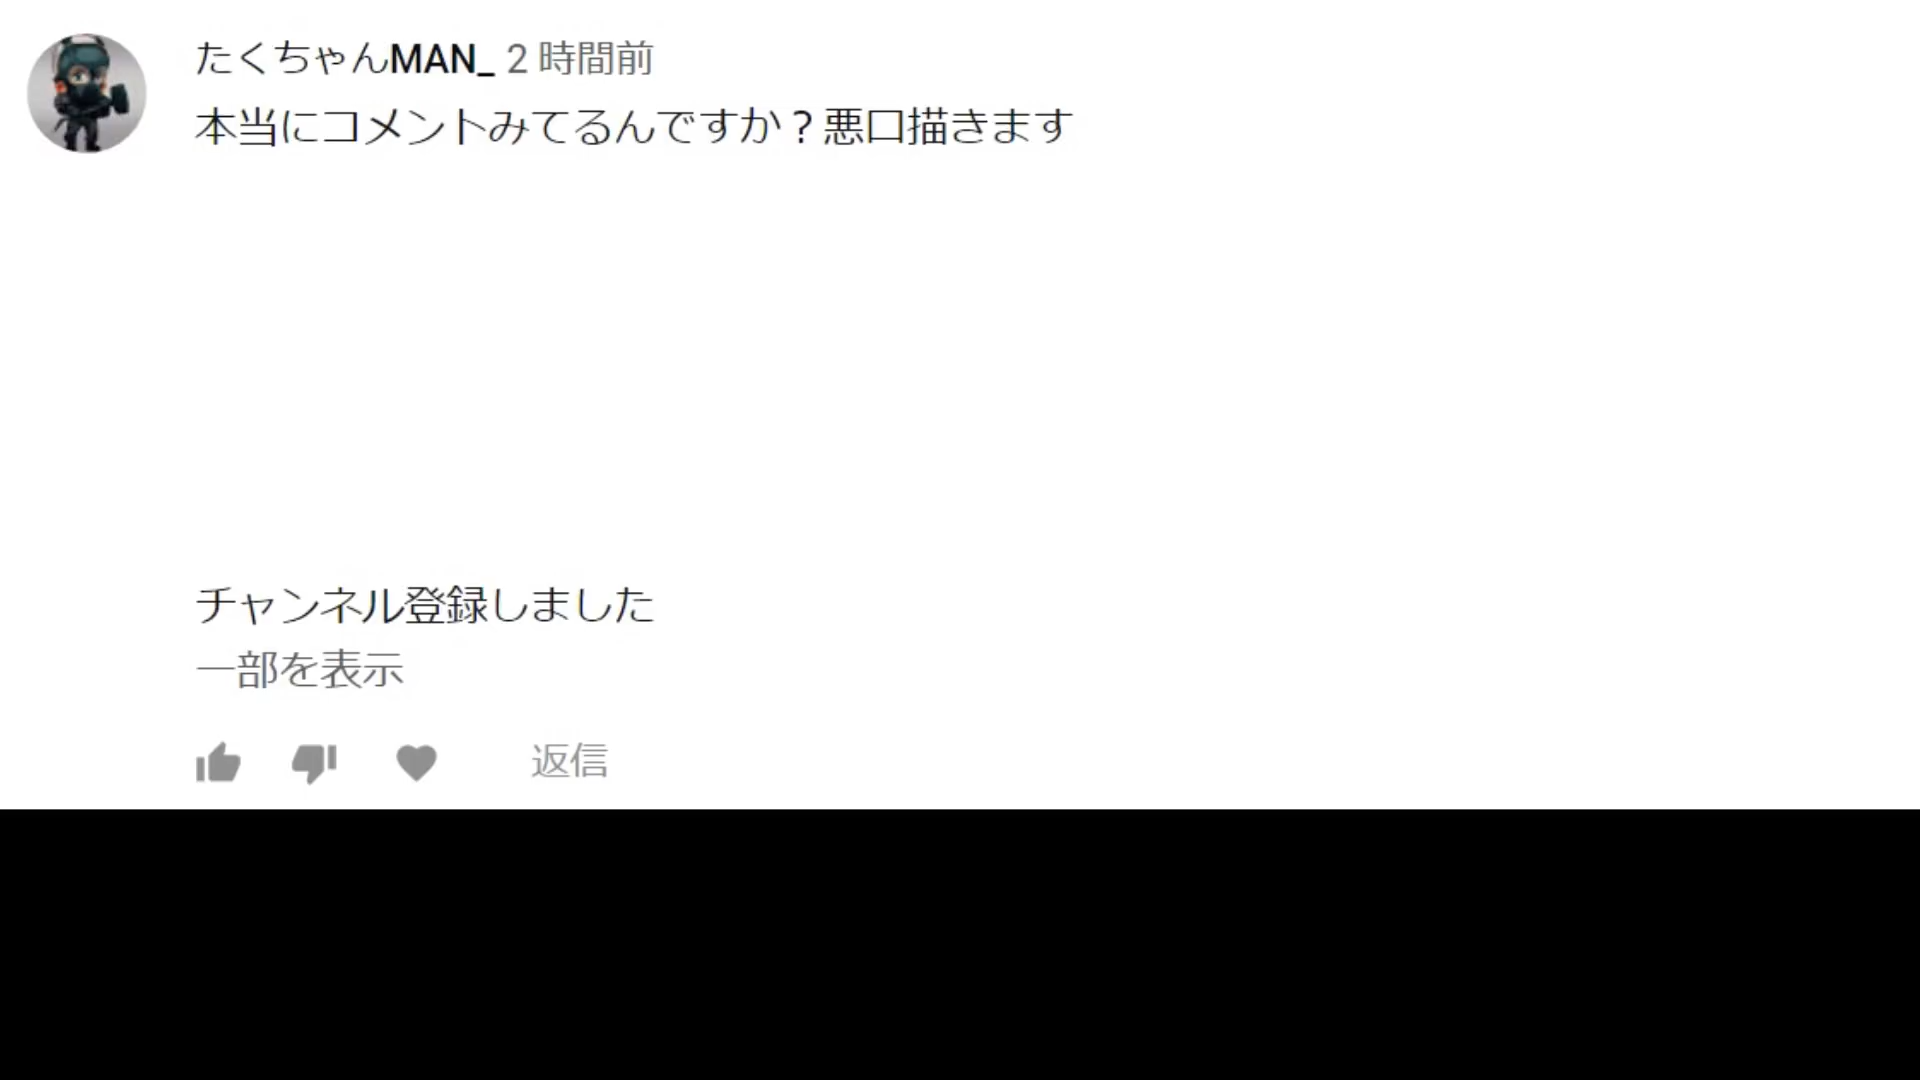 たくちゃんMAN_ 2 時間前
本当にコメントみてるんですか？悪口描きます
チャンネル登録しました
一部を表示
返信